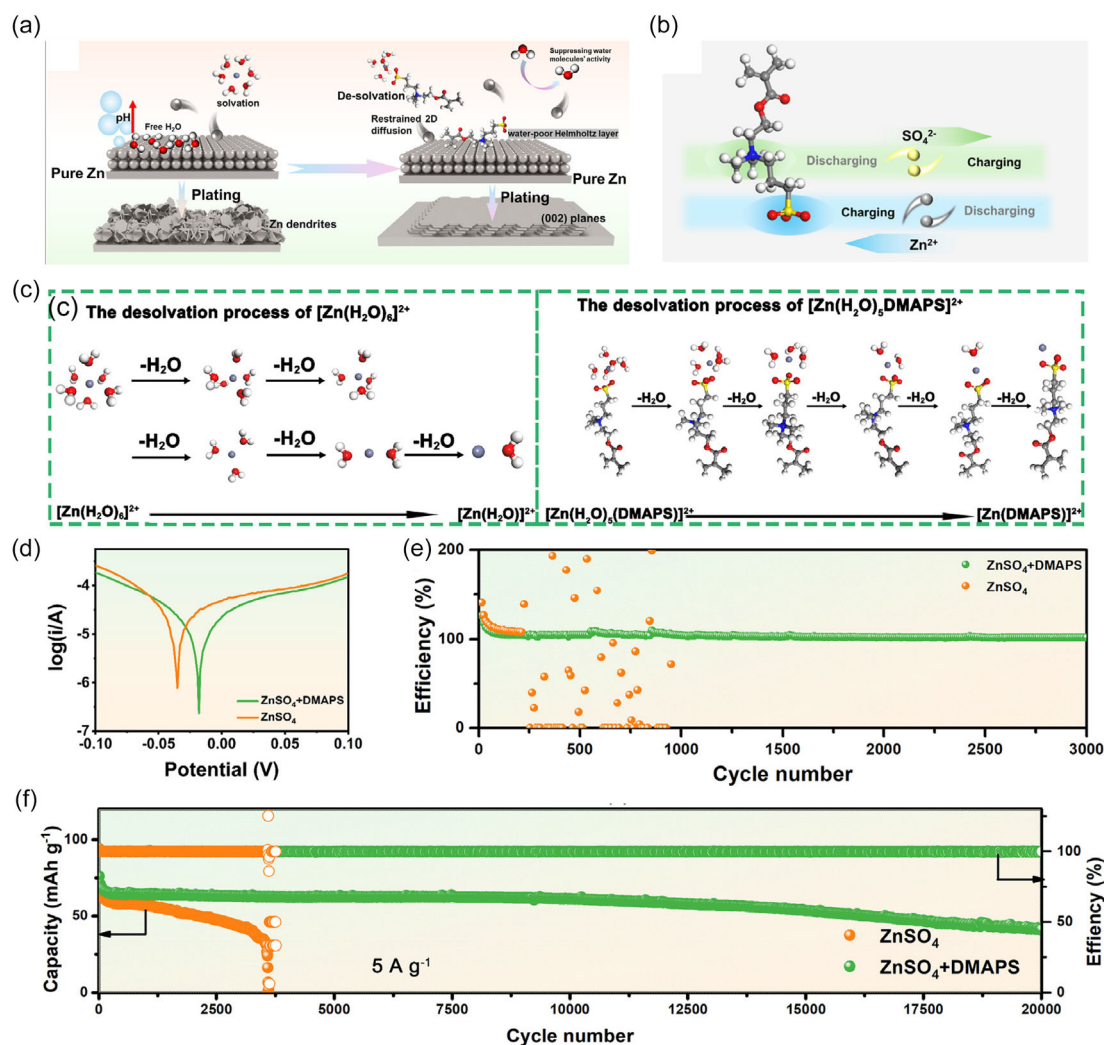 (a)
Suppressing water
molecules' activity
solvation
De-solvation
pH
Free H₂O
Restrained 2D
diffusion
water-poor Helmholtz layer
Pure Zn
Pure Zn
Plating
Plating
Zn dendrites
(002) planes
(b)
SO₄²⁻
Discharging
Charging
Charging
Discharging
Zn²⁺
(c)
(c)
The desolvation process of [Zn(H₂O)₆]²⁺
-H₂O
-H₂O
-H₂O
-H₂O
-H₂O
[Zn(H₂O)₆]²⁺
[Zn(H₂O)]²⁺
The desolvation process of [Zn(H₂O)₅DMAPS]²⁺
-H₂O
-H₂O
-H₂O
-H₂O
-H₂O
[Zn(H₂O)₅(DMAPS)]²⁺
[Zn(DMAPS)]²⁺
(d)
log(i/A)
-4
-5
-6
-7
ZnSO₄+DMAPS
ZnSO₄
-0.10
-0.05
0.00
0.05
0.10
Potential (V)
(e)
Efficiency (%)
200
100
0
ZnSO₄+DMAPS
ZnSO₄
0
500
1000
1250
2000
2250
3000
Cycle number
(f)
Capacity (mAh g⁻¹)
100
50
0
5 A g⁻¹
ZnSO₄
ZnSO₄+DMAPS
100
50
0
Effiency (%)
0
2500
5000
7500
10000
12500
15000
17500
20000
Cycle number